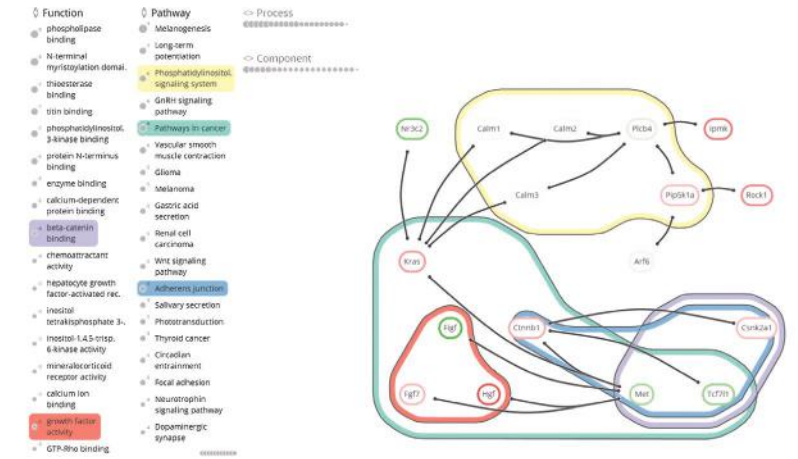 Function
phospholipase
binding
N-terminal
myristoylation domai.
thioesterase
binding
titin binding
phosphatidylinositol.
3-kinase binding
protein N-terminus
binding
enzyme binding
calcium-dependent
protein binding
beta-catenin
binding
chemoattractant
activity
hepatocyte growth
factor-activated rec.
inositol
tetrakisphosphate 3-.
inositol-1,4,5-trisp.
6-kinase activity
mineralocorticoid
receptor activity
calcium ion
binding
growth factor
activity
GTP-Rho binding
Pathway
Melanogenesis
Long-term
potentiation
Phosphatidylinositol.
signaling system
GnRH signaling
pathway
Pathways in cancer
Vascular smooth
muscle contraction
Glioma
Melanoma
Gastric acid
secretion
Renal cell
carcinoma
Wnt signaling
pathway
Adherens junction
Salivary secretion
Phototransduction
Thyroid cancer
Circadian
entrainment
Focal adhesion
Neurotrophin
signaling pathway
Dopaminergic
synapse
<> Process
<> Component
Nr3c2
Calm1
Calm2
Plcb4
Ipmk
Calm3
Pip5k1a
Rock1
Kras
Arf6
Figf
Ctnnb1
Csnk2a1
Fgf7
Hgf
Met
Tcf7l1